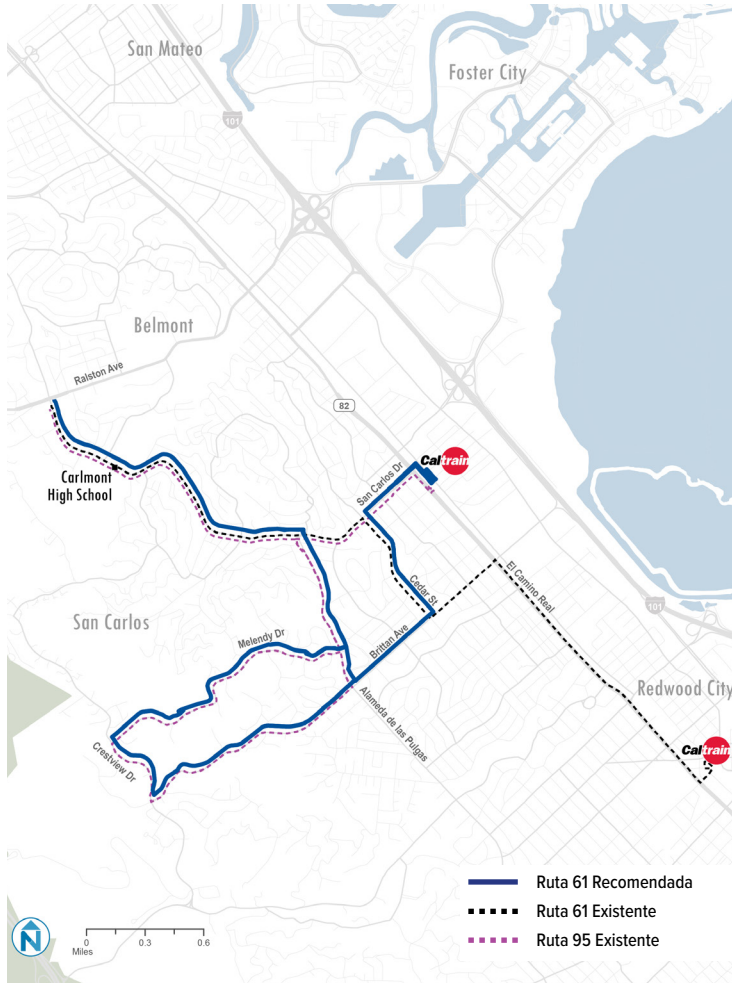 San Mateo
Foster City
101
Belmont
Ralston Ave
82
Caltrain
Carlmont
High School
San Carlos Dr
Cedar St
El Camino Real
101
San Carlos
Melendy Dr
Brittan Ave
Redwood City
Alameda de las Pulgas
Caltrain
Crestview Dr
Ruta 61 Recomendada
Ruta 61 Existente
Ruta 95 Existente
N
0 0.3 0.6
Miles